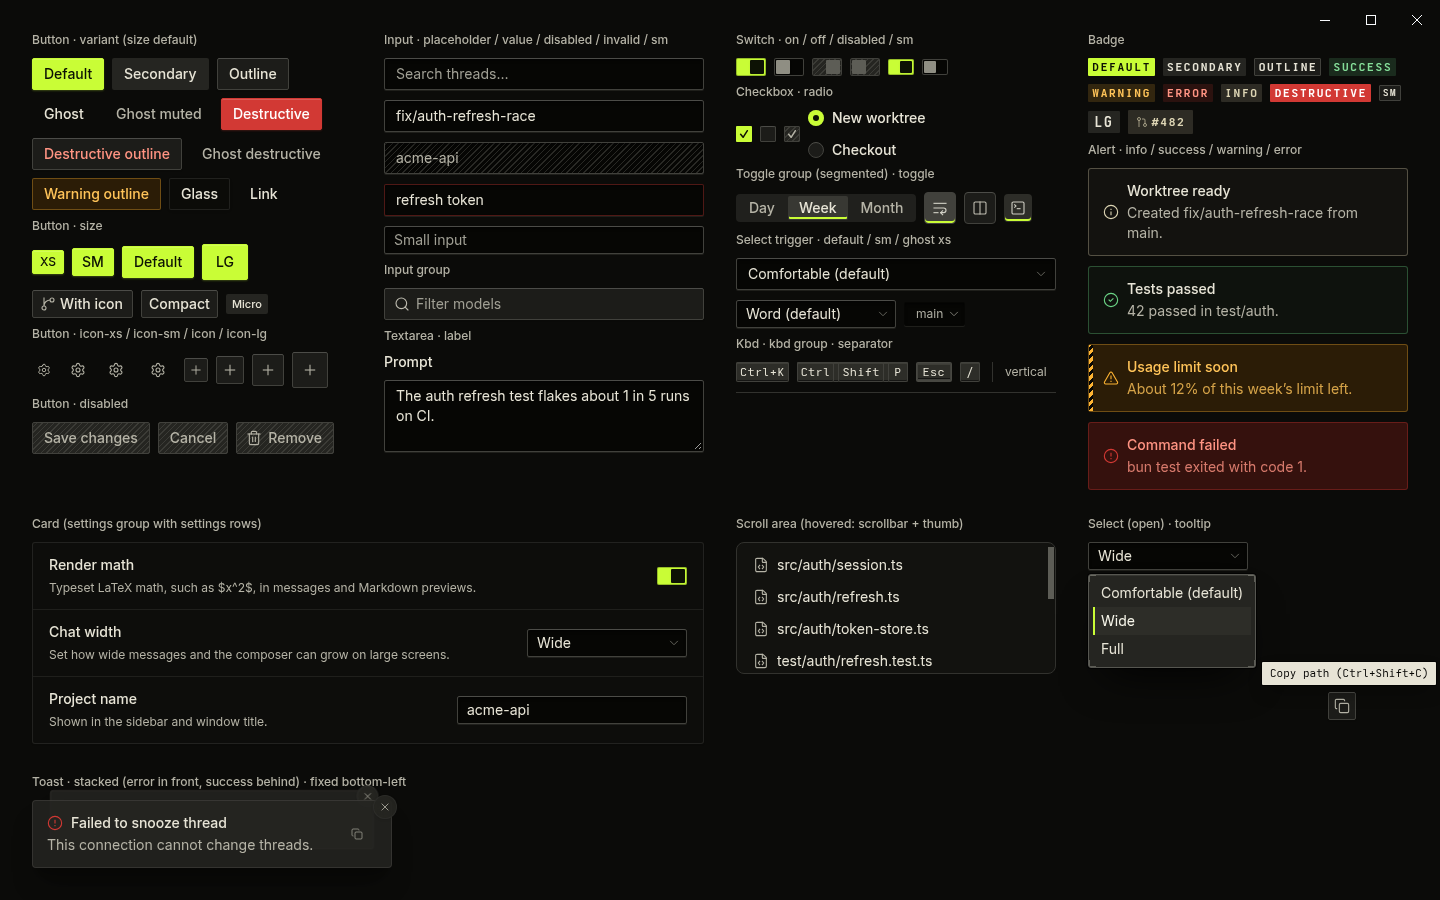 Button · variant (size default)
Default
Secondary
Outline
Ghost
Ghost muted
Destructive
Destructive outline
Ghost destructive
Warning outline
Glass
Link
Button · size
XS
SM
Default
LG
With icon
Compact
Micro
Button · icon-xs / icon-sm / icon / icon-lg
Button · disabled
Save changes
Cancel
Remove
Input · placeholder / value / disabled / invalid / sm
Search threads...
fix/auth-refresh-race
acme-api
refresh token
Small input
Input group
Filter models
Textarea · label
Prompt
The auth refresh test flakes about 1 in 5 runs
on CI.
Switch · on / off / disabled / sm
Checkbox · radio
New worktree
Checkout
Toggle group (segmented) · toggle
Day
Week
Month
Select trigger · default / sm / ghost xs
Comfortable (default)
Word (default)
main
Kbd · kbd group · separator
Ctrl+K
Ctrl
Shift
P
Esc
/
vertical
Badge
DEFAULT
SECONDARY
OUTLINE
SUCCESS
WARNING
ERROR
INFO
DESTRUCTIVE
SM
LG
#482
Alert · info / success / warning / error
Worktree ready
Created fix/auth-refresh-race from
main.
Tests passed
42 passed in test/auth.
Usage limit soon
About 12% of this week's limit left.
Command failed
bun test exited with code 1.
Card (settings group with settings rows)
Render math
Typeset LaTeX math, such as $x^2$, in messages and Markdown previews.
Chat width
Set how wide messages and the composer can grow on large screens.
Wide
Project name
Shown in the sidebar and window title.
acme-api
Scroll area (hovered: scrollbar + thumb)
src/auth/session.ts
src/auth/refresh.ts
src/auth/token-store.ts
test/auth/refresh.test.ts
Select (open) · tooltip
Wide
Comfortable (default)
Wide
Full
Copy path (Ctrl+Shift+C)
Toast · stacked (error in front, success behind) · fixed bottom-left
Failed to snooze thread
This connection cannot change threads.